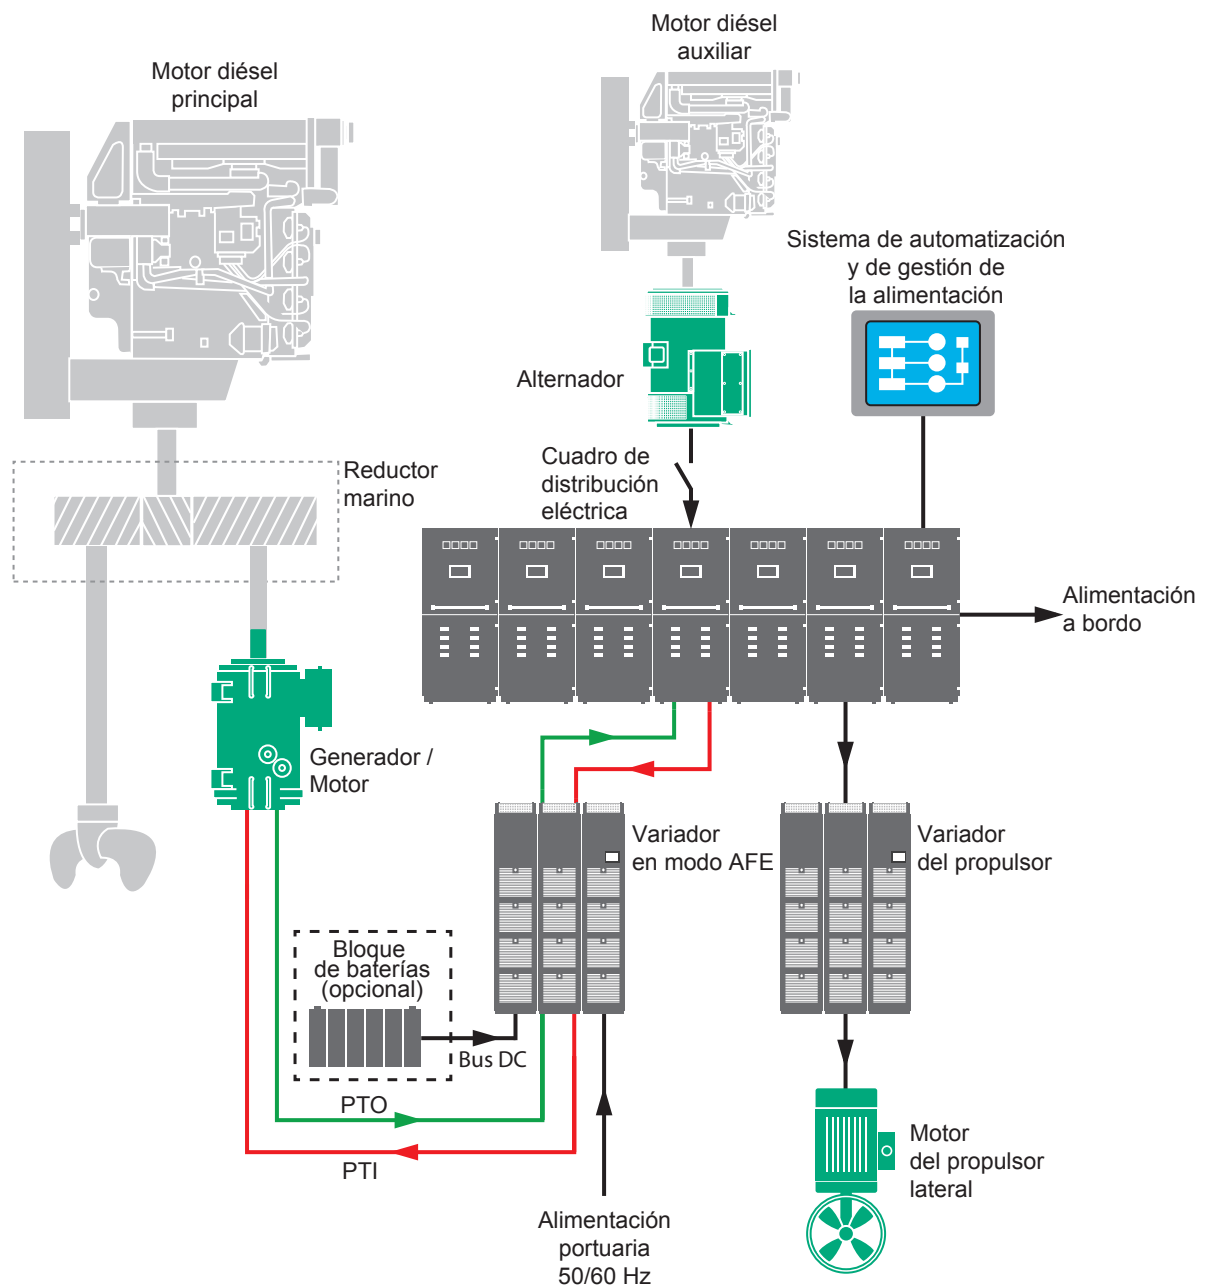 Motor diésel
auxiliar
Motor diésel
principal
Sistema de automatización
y de gestión de
la alimentación
Alternador
Cuadro de
distribución
eléctrica
Reductor
marino
Alimentación
a bordo
Generador /
Motor
Variador
en modo AFE
Variador
del propulsor
Bloque
de baterías
(opcional)
Bus DC
PTO
PTI
Motor
del propulsor
lateral
Alimentación
portuaria
50/60 Hz